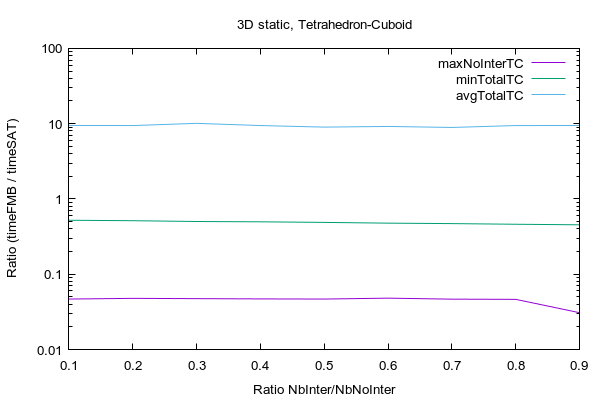 3D static, Tetrahedron-Cuboid
100
10
1
0.1
0.01
Ratio (timeFMB / timeSAT)
maxNoInterTC
minTotalTC
avgTotalTC
0.1 0.2 0.3 0.4 0.5 0.6 0.7 0.8 0.9
Ratio NbInter/NbNoInter